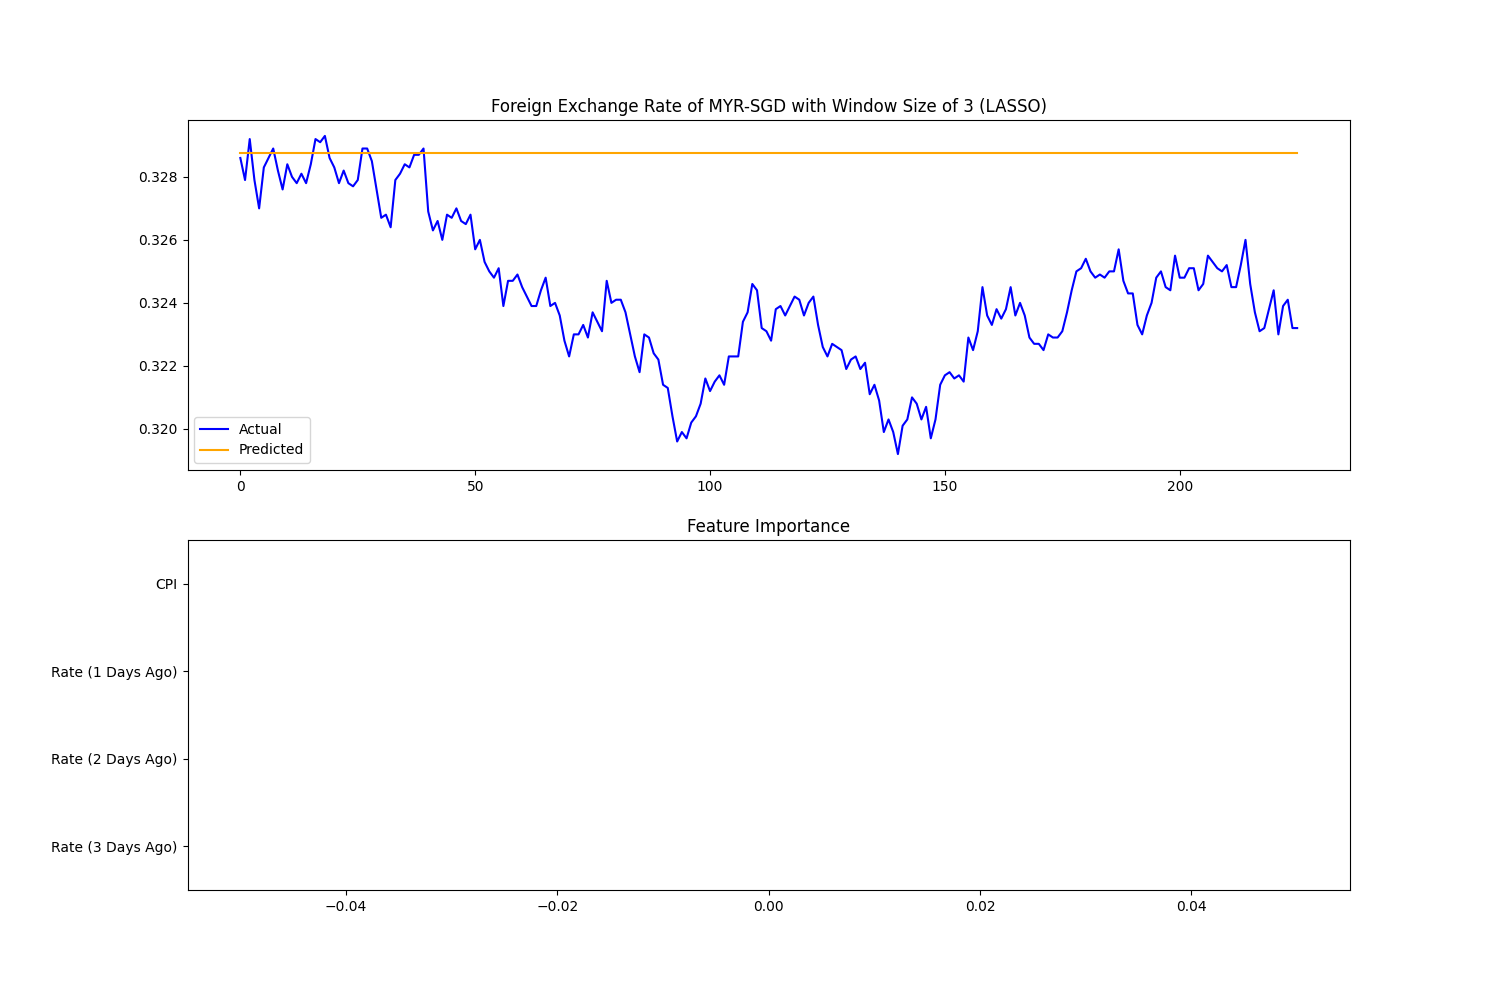 Foreign Exchange Rate of MYR-SGD with Window Size of 3 (LASSO)
0.328
0.326
0.324
0.322
0.320
Actual
Predicted
0
50
100
150
200
Feature Importance
CPI
Rate (1 Days Ago)
Rate (2 Days Ago)
Rate (3 Days Ago)
−0.04
−0.02
0.00
0.02
0.04